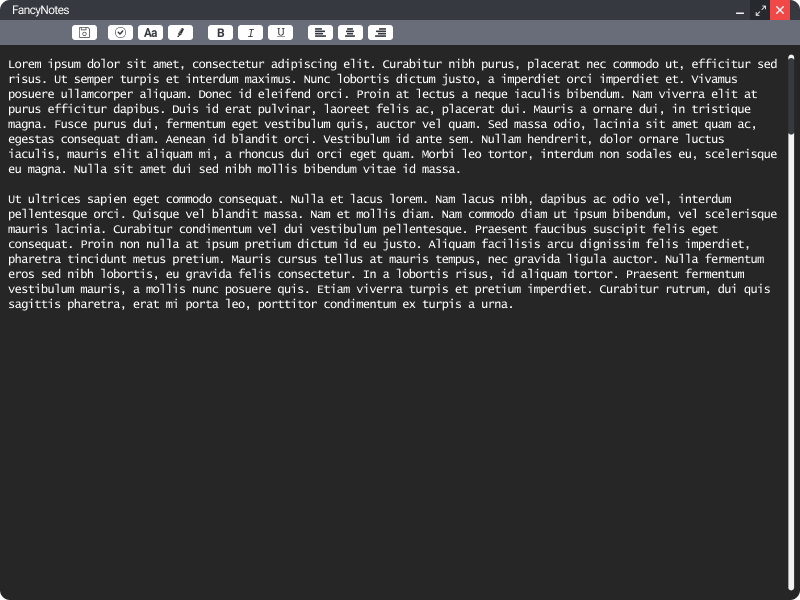 FancyNotes
Aa B I U
Lorem ipsum dolor sit amet, consectetur adipiscing elit. Curabitur nibh purus, placerat nec commodo ut, efficitur sed
risus. Ut semper turpis et interdum maximus. Nunc lobortis dictum justo, a imperdiet orci imperdiet et. Vivamus
posuere ullamcorper aliquam. Donec id eleifend orci. Proin at lectus a neque iaculis bibendum. Nam viverra elit at
purus efficitur dapibus. Duis id erat pulvinar, laoreet felis ac, placerat dui. Mauris a ornare dui, in tristique
magna. Fusce purus dui, fermentum eget vestibulum quis, auctor vel quam. Sed massa odio, lacinia sit amet quam ac,
egestas consequat diam. Aenean id blandit orci. Vestibulum id ante sem. Nullam hendrerit, dolor ornare luctus
iaculis, mauris elit aliquam mi, a rhoncus dui orci eget quam. Morbi leo tortor, interdum non sodales eu, scelerisque
eu magna. Nulla sit amet dui sed nibh mollis bibendum vitae id massa.
Ut ultrices sapien eget commodo consequat. Nulla et lacus lorem. Nam lacus nibh, dapibus ac odio vel, interdum
pellentesque orci. Quisque vel blandit massa. Nam et mollis diam. Nam commodo diam ut ipsum bibendum, vel scelerisque
mauris lacinia. Curabitur condimentum vel dui vestibulum pellentesque. Praesent faucibus suscipit felis eget
consequat. Proin non nulla at ipsum pretium dictum id eu justo. Aliquam facilisis arcu dignissim felis imperdiet,
pharetra tincidunt metus pretium. Mauris cursus tellus at mauris tempus, nec gravida ligula auctor. Nulla fermentum
eros sed nibh lobortis, eu gravida felis consectetur. In a lobortis risus, id aliquam tortor. Praesent fermentum
vestibulum mauris, a mollis nunc posuere quis. Etiam viverra turpis et pretium imperdiet. Curabitur rutrum, dui quis
sagittis pharetra, erat mi porta leo, porttitor condimentum ex turpis a urna.